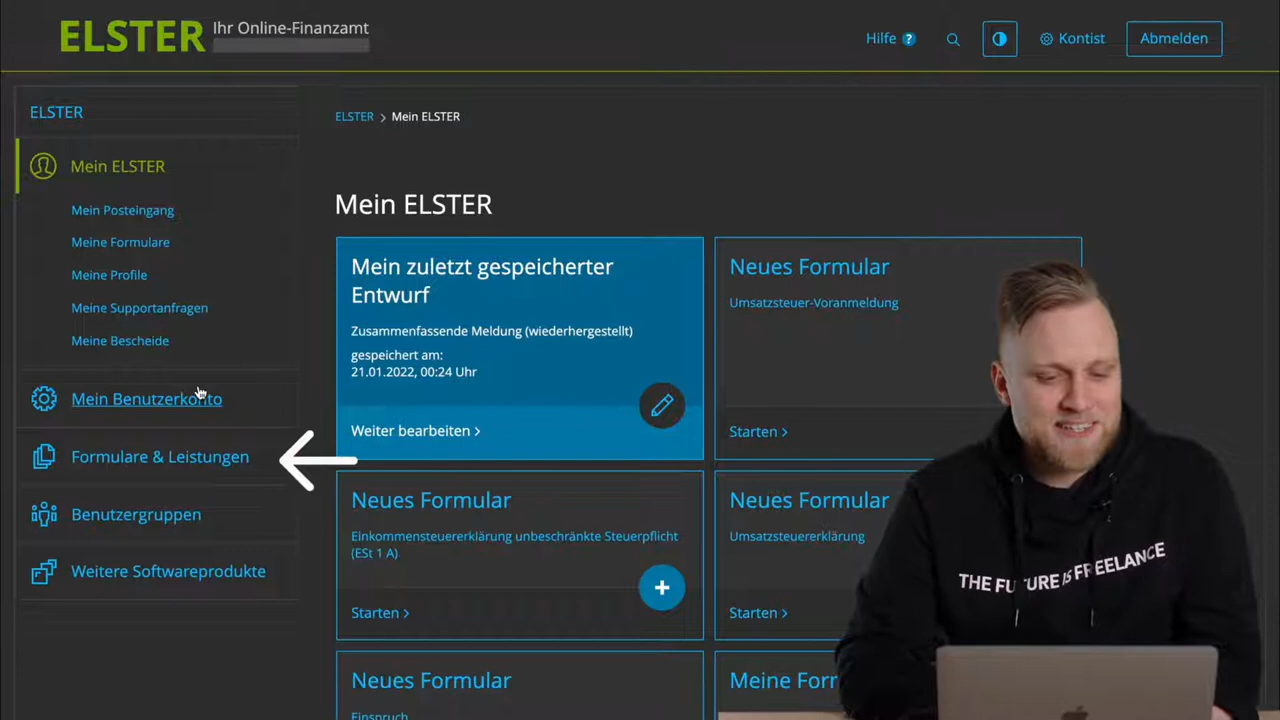 ELSTER
Ihr Online-Finanzamt
Hilfe ?
Kontist
Abmelden
ELSTER
Mein ELSTER
Mein Posteingang
Meine Formulare
Meine Profile
Meine Supportanfragen
Meine Bescheide
Mein Benutzerkonto
Formulare & Leistungen
Benutzergruppen
Weitere Softwareprodukte
ELSTER > Mein ELSTER
Mein ELSTER
Mein zuletzt gespeicherter
Entwurf
Zusammenfassende Meldung (wiederhergestellt)
gespeichert am:
21.01.2022, 00:24 Uhr
Weiter bearbeiten >
Neues Formular
Umsatzsteuer-Voranmeldung
Starten >
Neues Formular
Einkommensteuererklärung unbeschränkte Steuerpflicht
(ESt 1 A)
Starten >
Neues Formular
Umsatzsteuererklärung
Starten >
Neues Formular
Einspruch
Meine For
THE FUTURE IS FREELANCE